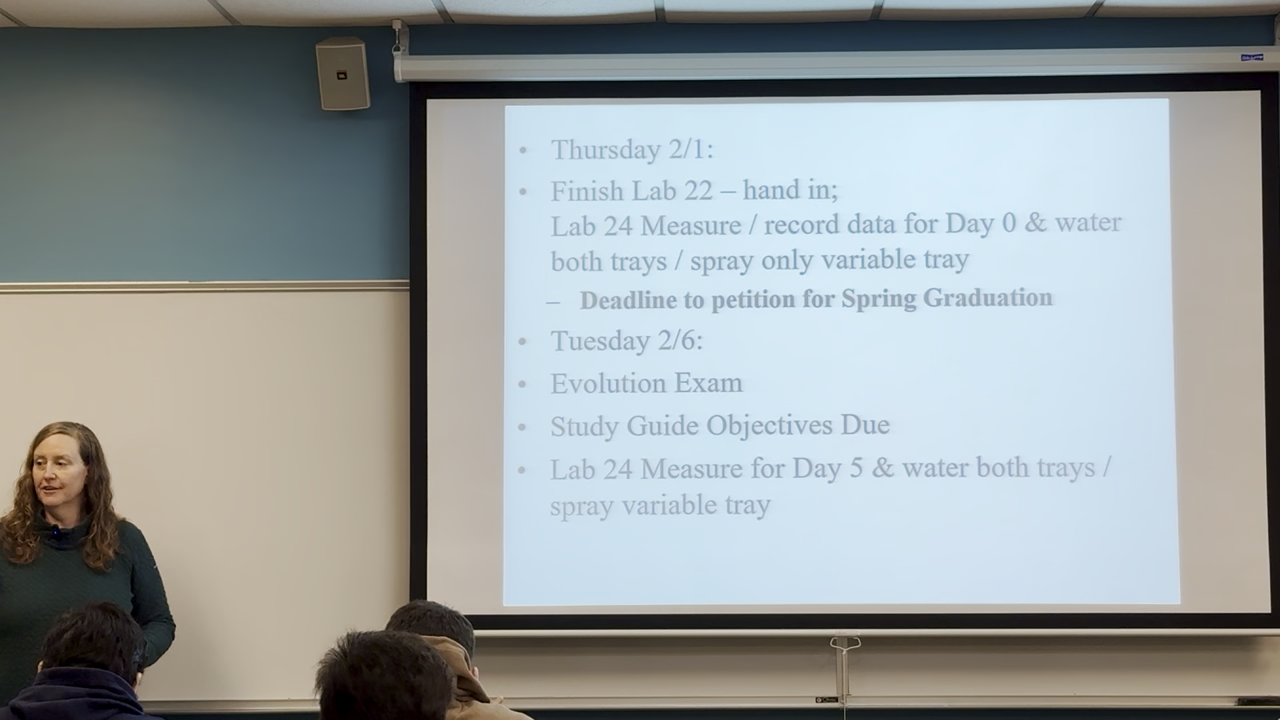 • Thursday 2/1:
• Finish Lab 22 – hand in;
Lab 24 Measure / record data for Day 0 & water
both trays / spray only variable tray
– Deadline to petition for Spring Graduation
• Tuesday 2/6:
• Evolution Exam
• Study Guide Objectives Due
• Lab 24 Measure for Day 5 & water both trays /
spray variable tray